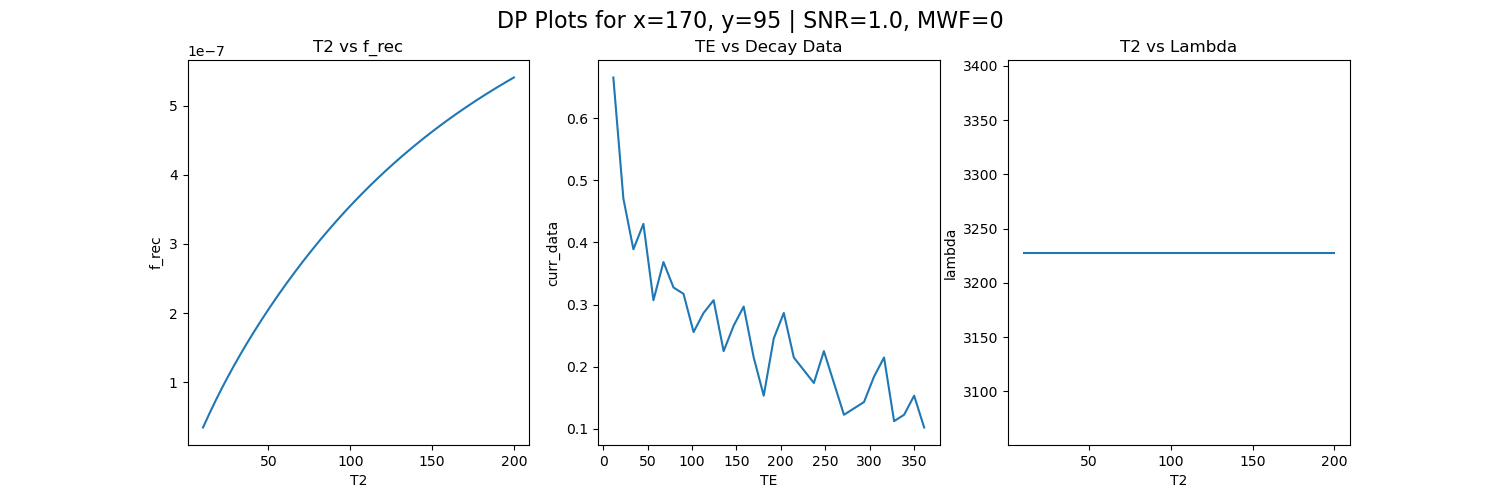 DP Plots for x=170, y=95 | SNR=1.0, MWF=0
T2 vs f_rec
1e−7
5
4
3
2
1
f_rec
50 100 150 200
T2
TE vs Decay Data
0.6
0.5
0.4
0.3
0.2
0.1
curr_data
0 50 100 150 200 250 300 350
TE
T2 vs Lambda
3400
3350
3300
3250
3200
3150
3100
lambda
50 100 150 200
T2